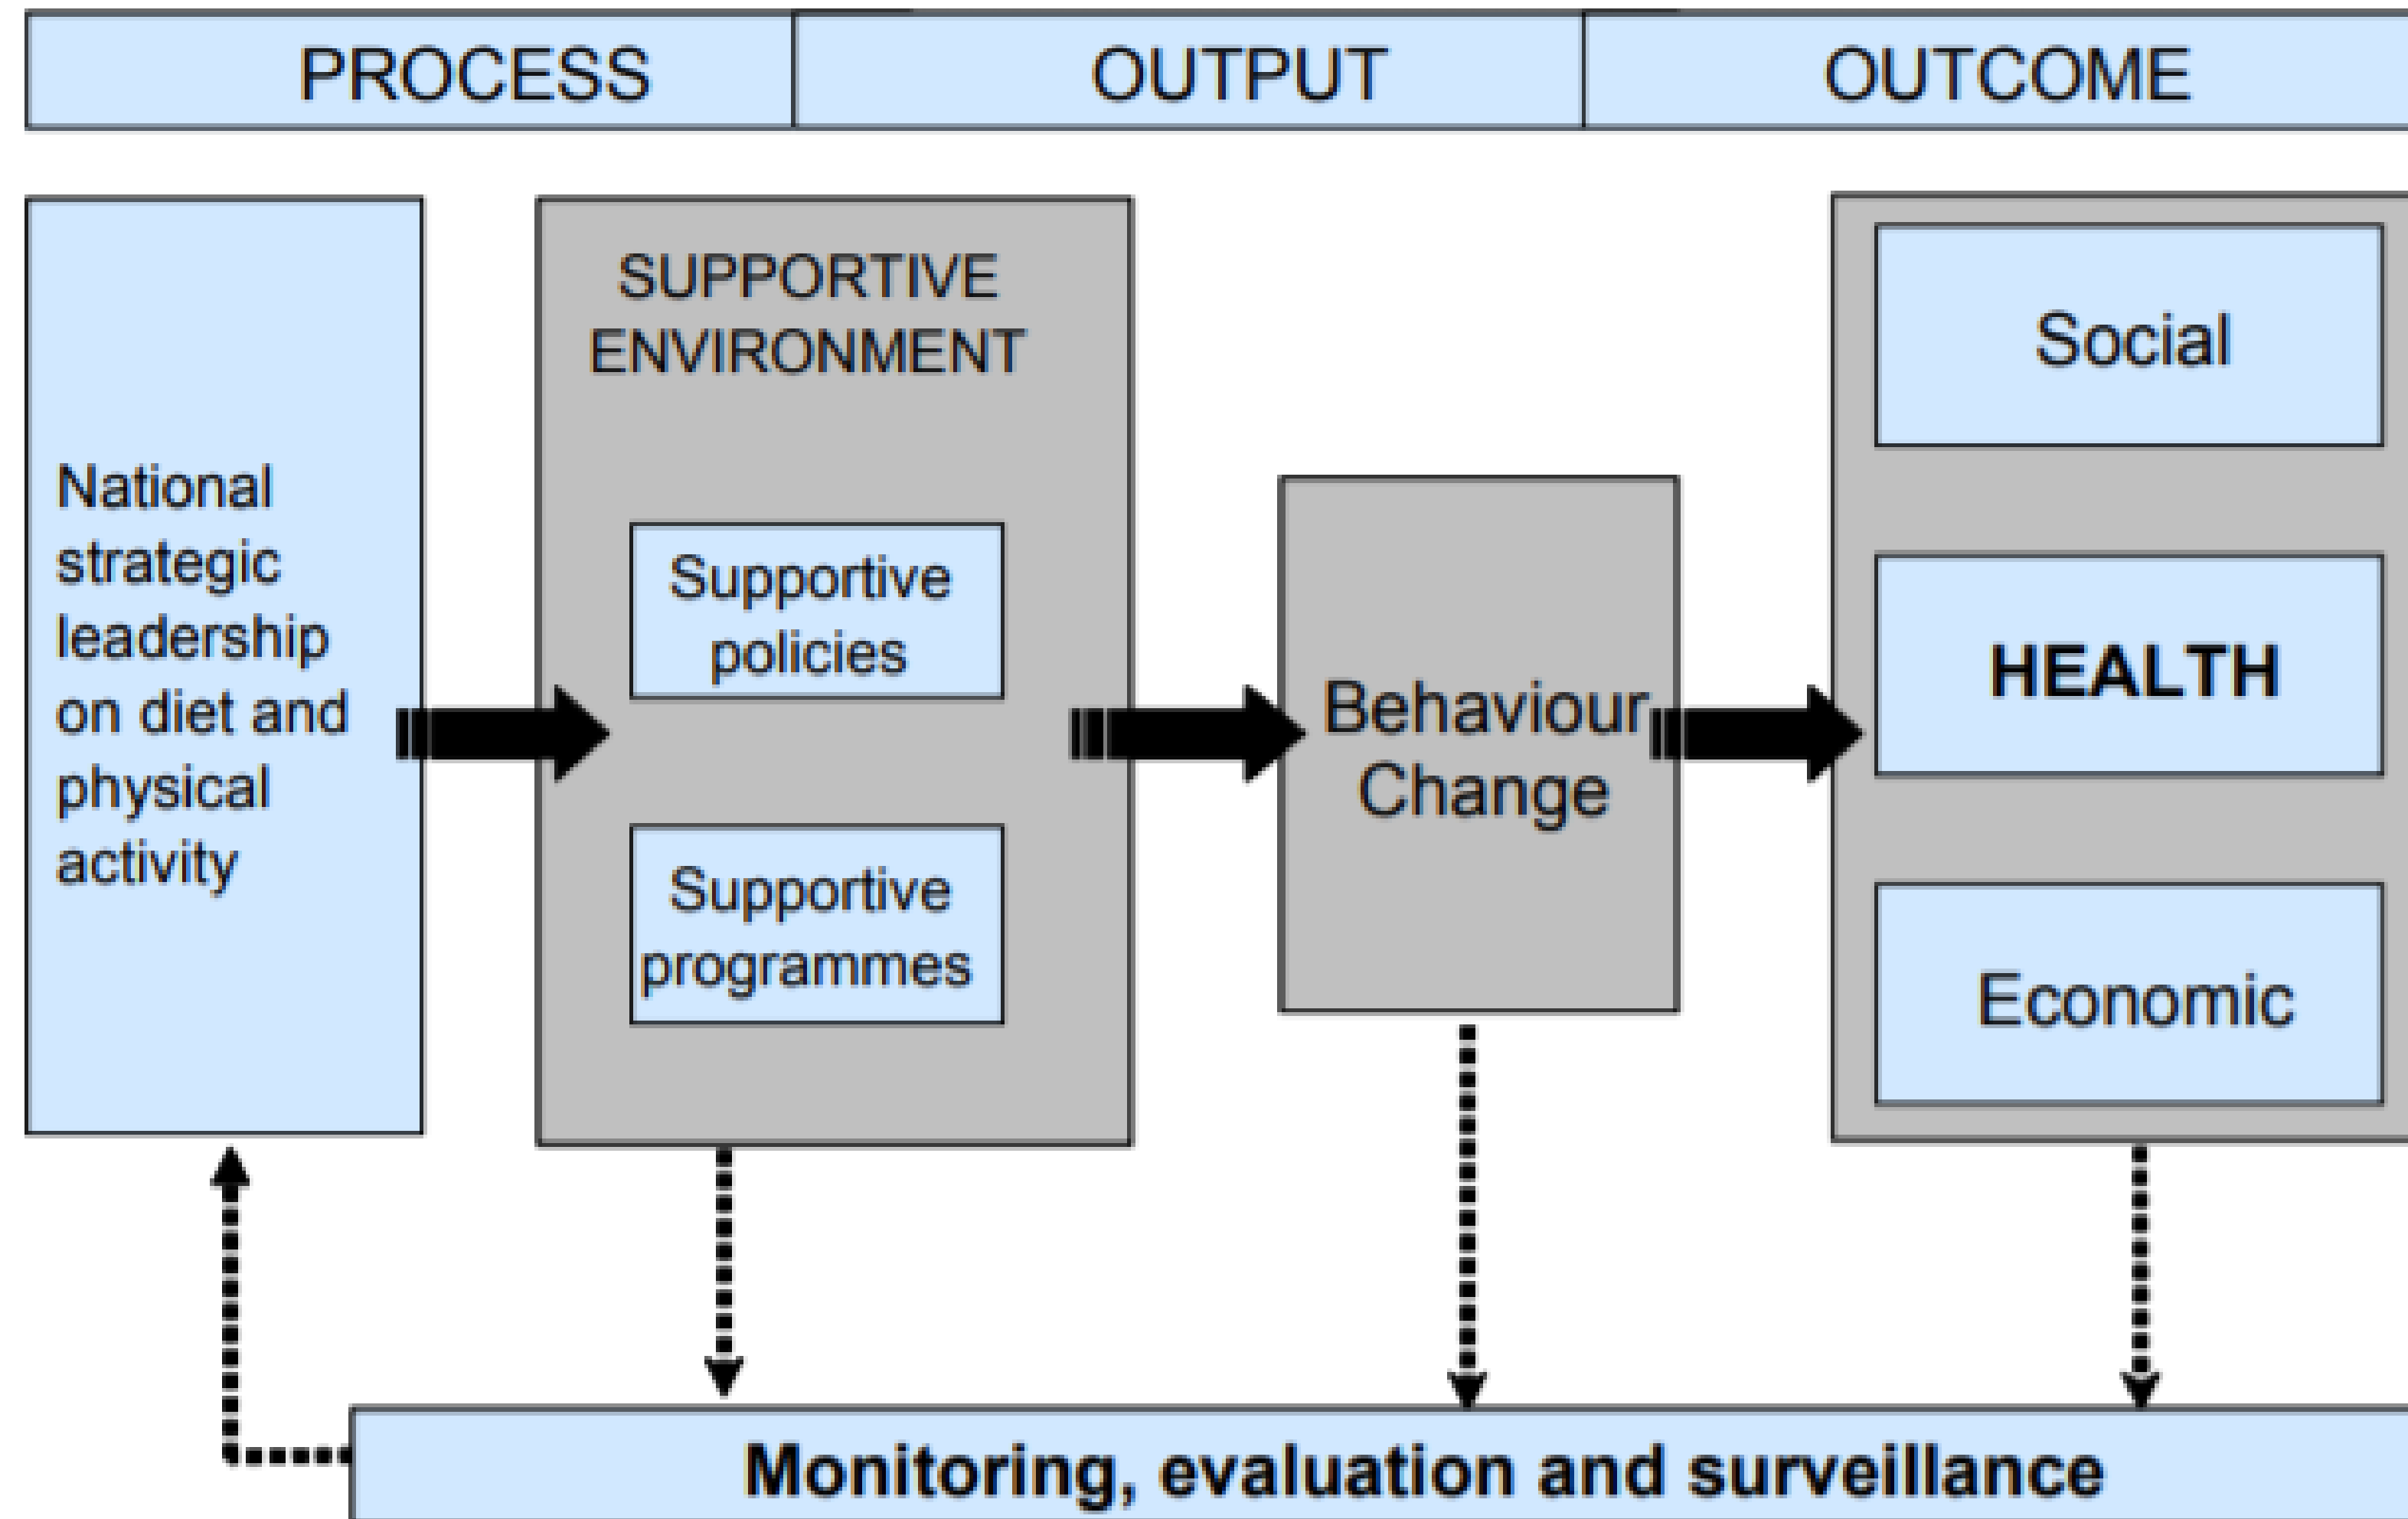 PROCESS
OUTPUT
OUTCOME
National
strategic
leadership
on diet and
physical
activity
SUPPORTIVE
ENVIRONMENT
Supportive
policies
Supportive
programmes
Behaviour
Change
Social
HEALTH
Economic
Monitoring, evaluation and surveillance